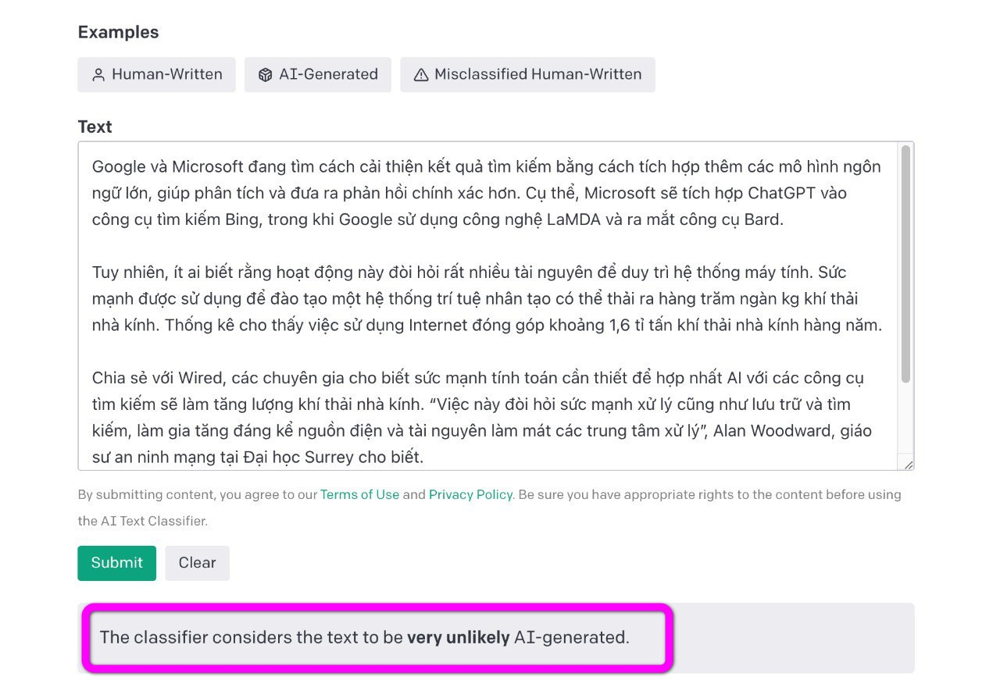 Examples
Human-Written
AI-Generated
Misclassified Human-Written
Text
Google và Microsoft đang tìm cách cải thiện kết quả tìm kiếm bằng cách tích hợp thêm các mô hình ngôn
ngữ lớn, giúp phân tích và đưa ra phản hồi chính xác hơn. Cụ thể, Microsoft sẽ tích hợp ChatGPT vào
công cụ tìm kiếm Bing, trong khi Google sử dụng công nghệ LaMDA và ra mắt công cụ Bard.
Tuy nhiên, ít ai biết rằng hoạt động này đòi hỏi rất nhiều tài nguyên để duy trì hệ thống máy tính. Sức
mạnh được sử dụng để đào tạo một hệ thống trí tuệ nhân tạo có thể thải ra hàng trăm ngàn kg khí thải
nhà kính. Thống kê cho thấy việc sử dụng Internet đóng góp khoảng 1,6 tỉ tấn khí thải nhà kính hàng năm.
Chia sẻ với Wired, các chuyên gia cho biết sức mạnh tính toán cần thiết để hợp nhất AI với các công cụ
tìm kiếm sẽ làm tăng lượng khí thải nhà kính. “Việc này đòi hỏi sức mạnh xử lý cũng như lưu trữ và tìm
kiếm, làm gia tăng đáng kể nguồn điện và tài nguyên làm mát các trung tâm xử lý”, Alan Woodward, giáo
sư an ninh mạng tại Đại học Surrey cho biết.
By submitting content, you agree to our Terms of Use and Privacy Policy. Be sure you have appropriate rights to the content before using
the AI Text Classifier.
Submit
Clear
The classifier considers the text to be very unlikely AI-generated.